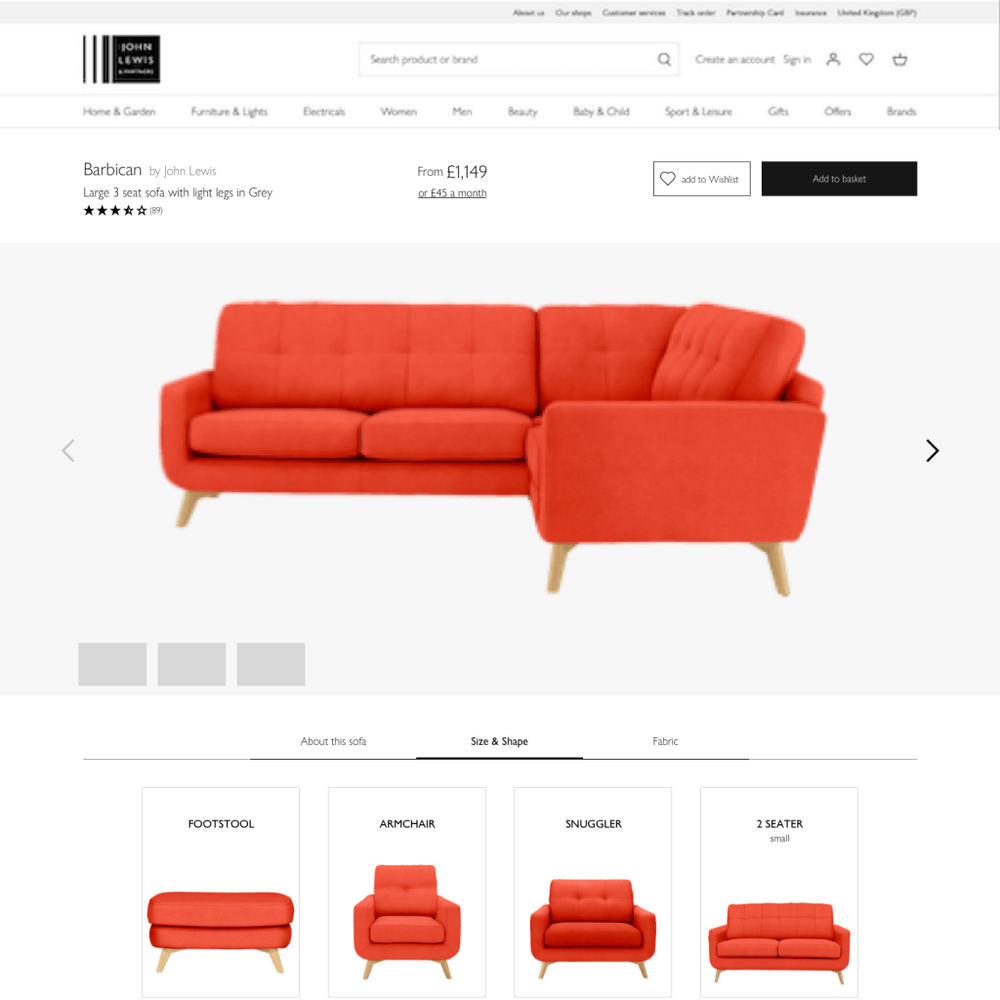 About us Our shops Customer services Track order Partnership Card Insurance United Kingdom (GBP)
JOHN
LEWIS
& PARTNERS
Search product or brand
Create an account Sign in
Home & Garden Furniture & Lights Electricals Women Men Beauty Baby & Child Sport & Leisure Gifts Offers Brands
Barbican by John Lewis
Large 3 seat sofa with light legs in Grey
(89)
From £1,149
or £45 a month
add to Wishlist
Add to basket
About this sofa Size & Shape Fabric
FOOTSTOOL ARMCHAIR SNUGGLER 2 SEATER
small